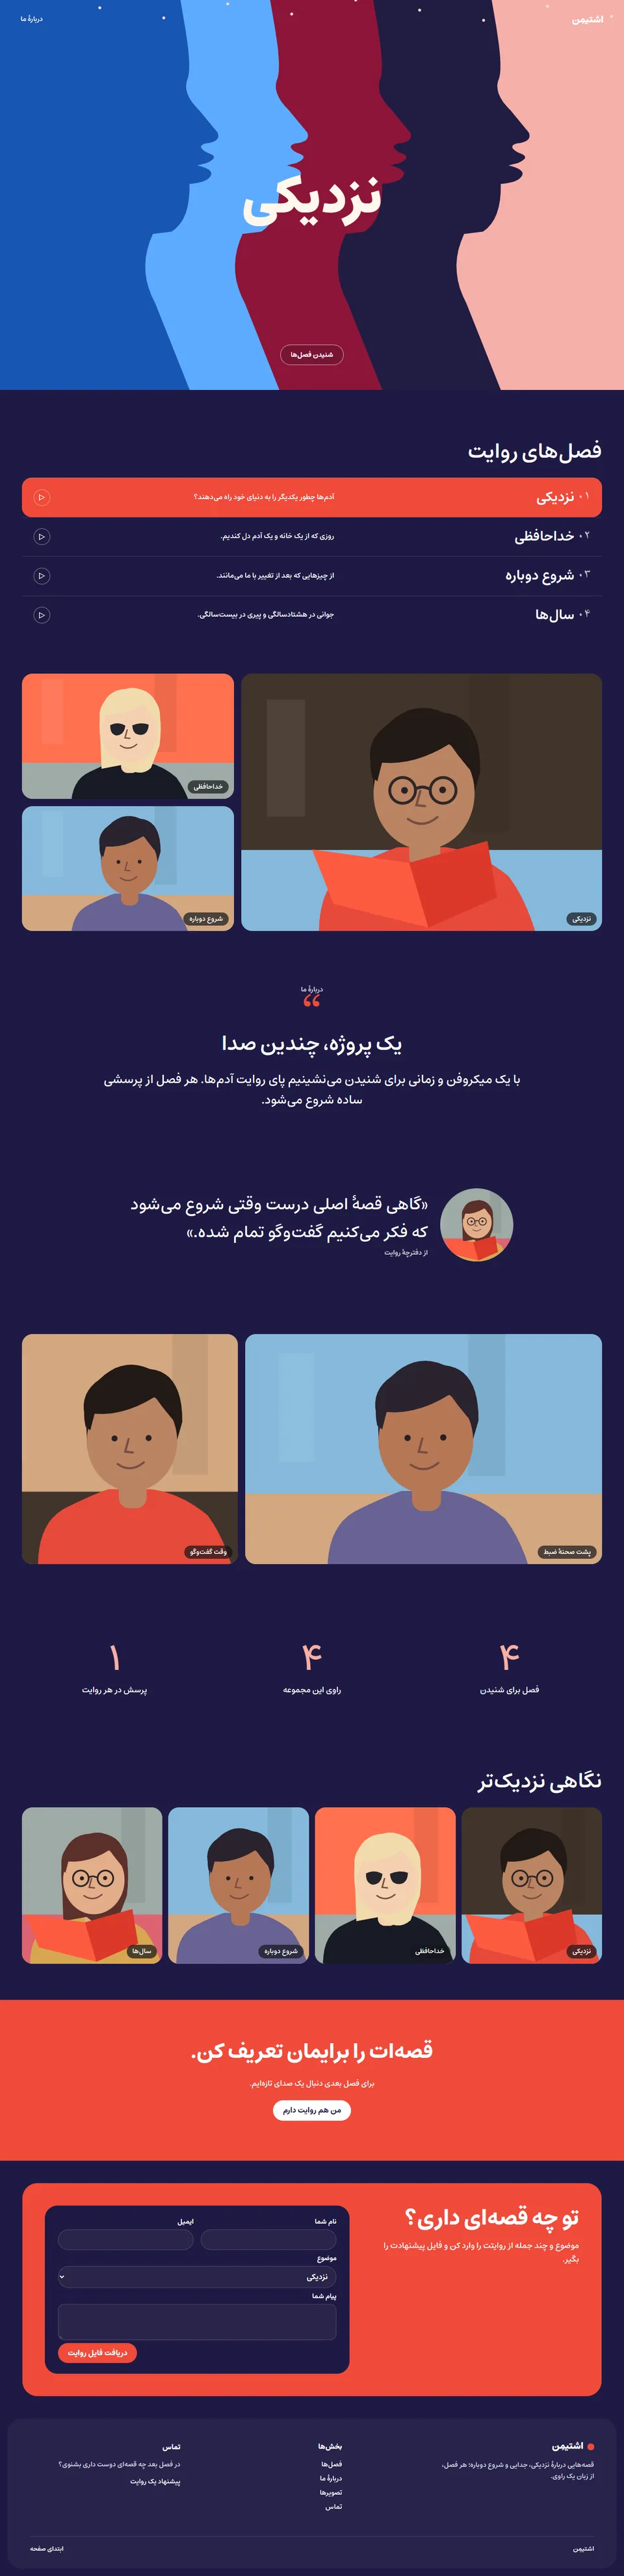 اشتیمِن
دربارهٔ ما
نزدیکی
شنیدن فصل‌ها
فصل‌های روایت
۰۱ نزدیکی
آدم‌ها چطور یکدیگر را به دنیای خود راه می‌دهند؟
۰۲ خداحافظی
روزی که از یک خانه و یک آدم دل کندیم.
۰۳ شروع دوباره
از چیزهایی که بعد از تغییر با ما می‌مانند.
۰۴ سال‌ها
جوانی در هشتادسالگی و پیری در بیست‌سالگی.
نزدیکی
خداحافظی
شروع دوباره
دربارهٔ ما
“
یک پروژه، چندین صدا
با یک میکروفن و زمانی برای شنیدن می‌نشینیم پای روایت آدم‌ها. هر فصل از پرسشی
ساده شروع می‌شود.
«گاهی قصهٔ اصلی درست وقتی شروع می‌شود
که فکر می‌کنیم گفت‌وگو تمام شده.»
از دفترچهٔ روایت
پشت صحنهٔ ضبط
وقت گفت‌وگو
۴
فصل برای شنیدن
۴
راوی این مجموعه
۱
پرسش در هر روایت
نگاهی نزدیک‌تر
نزدیکی
خداحافظی
شروع دوباره
سال‌ها
قصه‌ات را برایمان تعریف کن.
برای فصل بعدی دنبال یک صدای تازه‌ایم.
من هم روایت دارم
تو چه قصه‌ای داری؟
موضوع و چند جمله از روایتت را وارد کن و فایل پیشنهادت را
بگیر.
نام شما
ایمیل
موضوع
نزدیکی
پیام شما
دریافت فایل روایت
اشتیمِن
قصه‌هایی دربارهٔ نزدیکی، جدایی و شروع دوباره؛ هر فصل،
از زبان یک راوی.
بخش‌ها
فصل‌ها
دربارهٔ ما
تصویرها
تماس
تماس
در فصل بعد چه قصه‌ای دوست داری بشنوی؟
پیشنهاد یک روایت
اشتیمِن
ابتدای صفحه